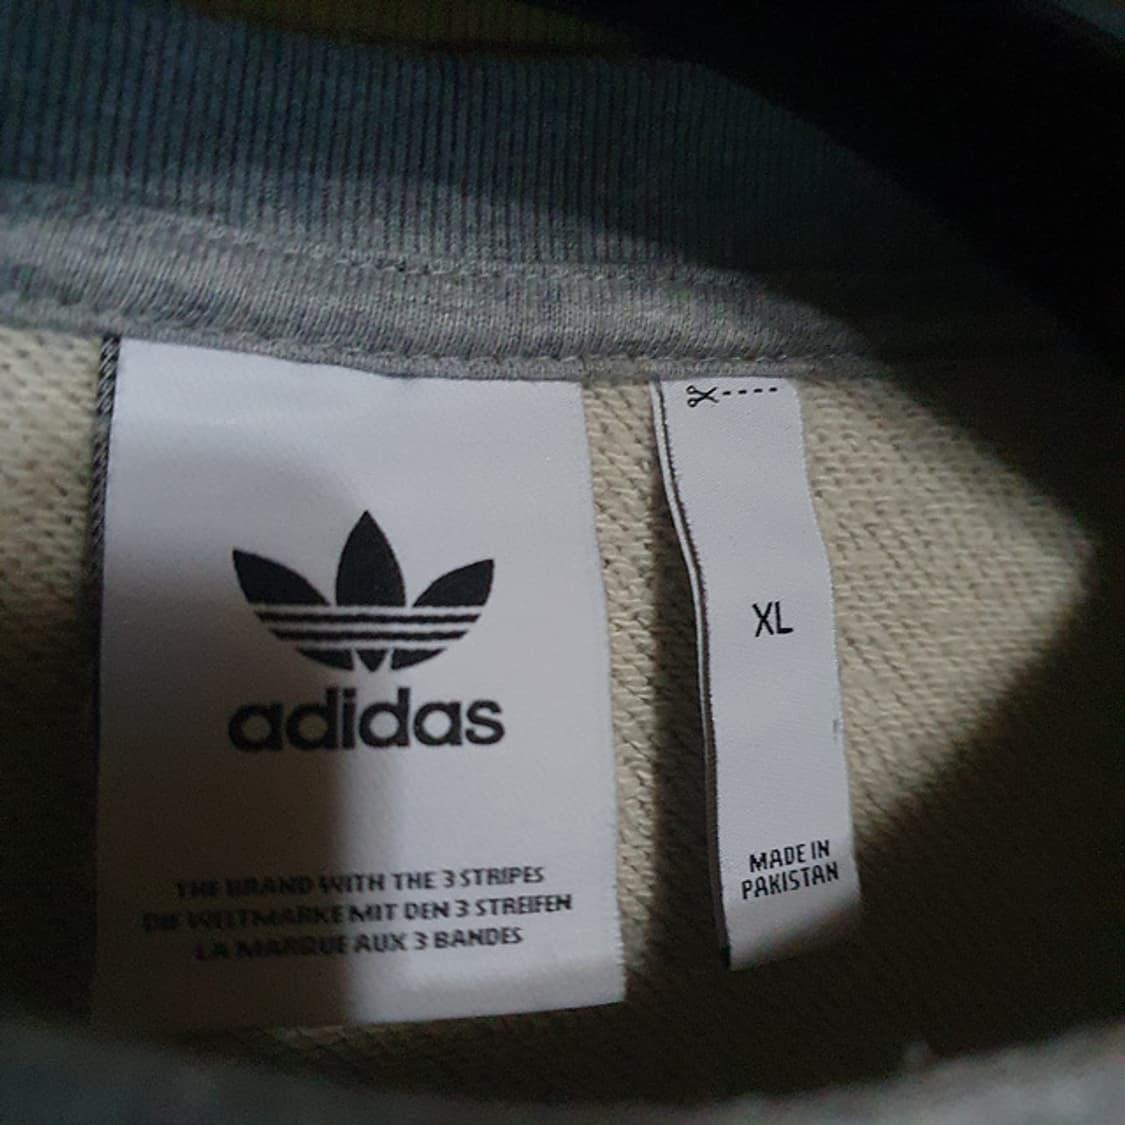 adidas
THE BRAND WITH THE 3 STRIPES
DIE WELTMARKE MIT DEN 3 STREIFEN
LA MARQUE AUX 3 BANDES
XL
MADE IN
PAKISTAN